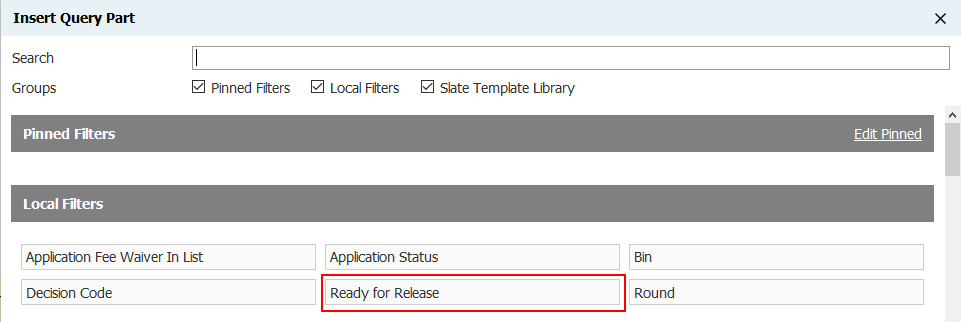 Insert Query Part
Search
Groups Pinned Filters Local Filters Slate Template Library
Pinned Filters Edit Pinned
Local Filters
Application Fee Waiver In List Application Status Bin
Decision Code Ready for Release Round